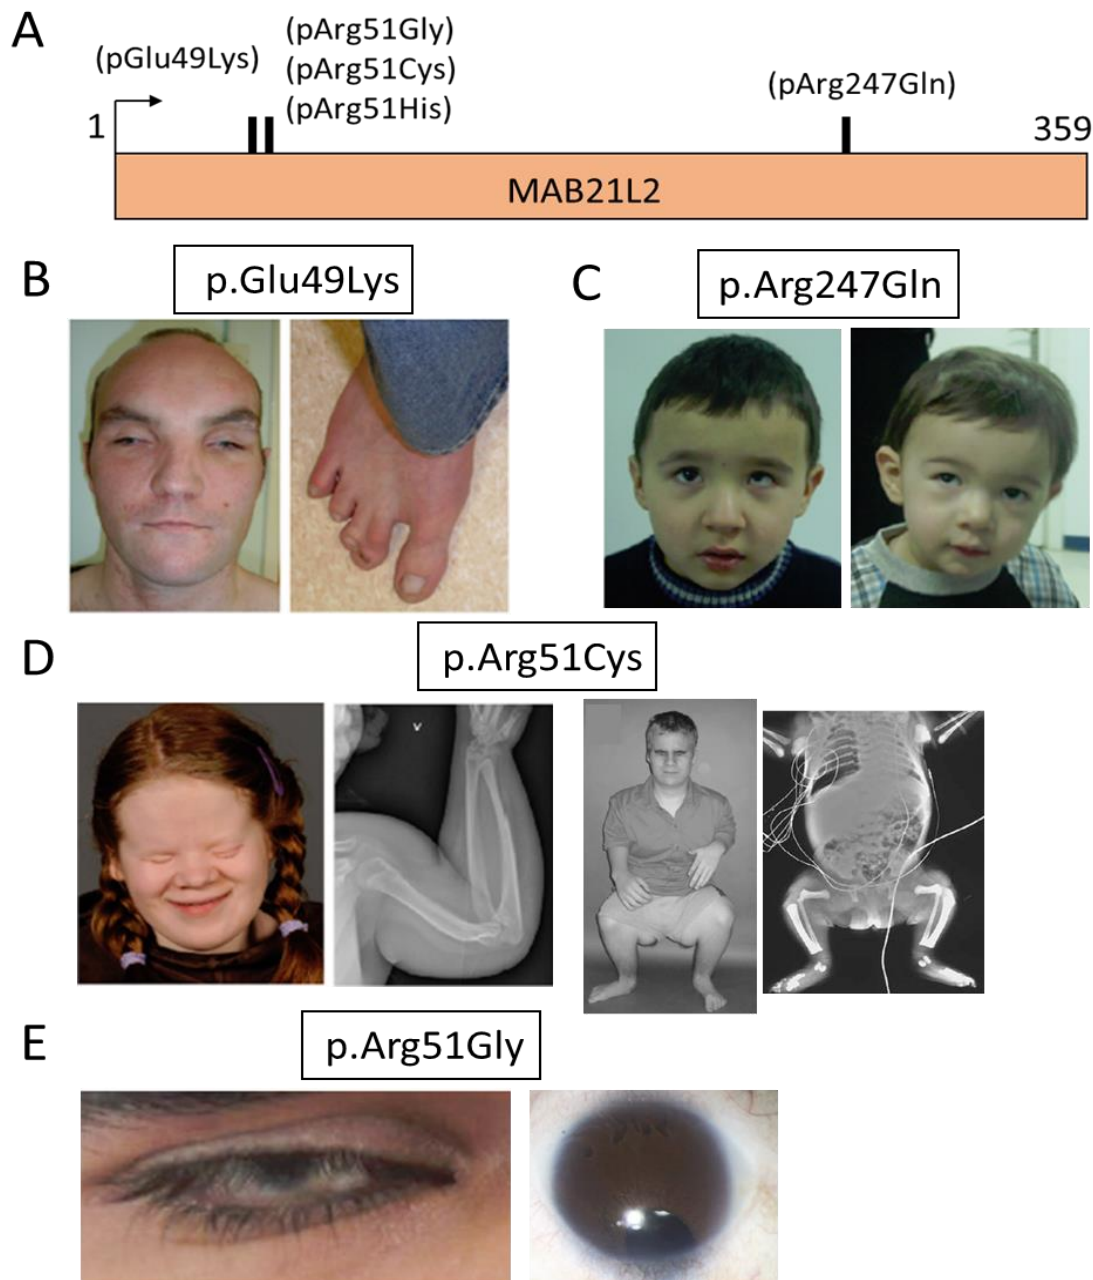 A
(pGlu49Lys)
(pArg51Gly)
(pArg51Cys)
(pArg51His)
(pArg247Gln)
1
359
MAB21L2
B
p.Glu49Lys
C
p.Arg247Gln
D
p.Arg51Cys
E
p.Arg51Gly